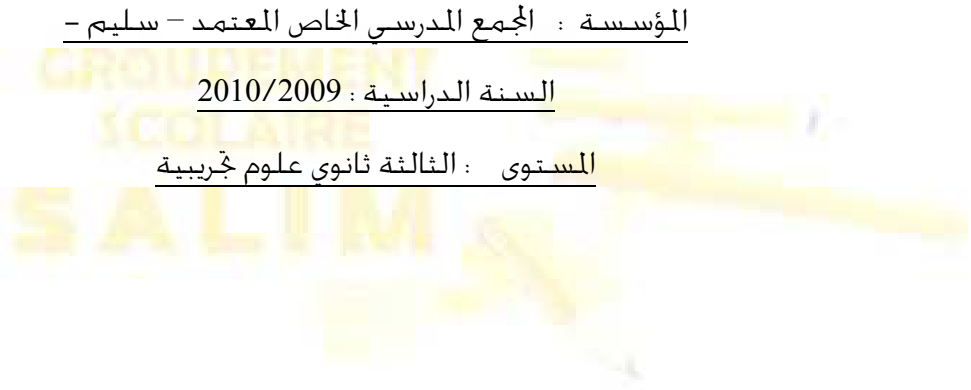 المؤسسة : المجمع المدرسي الخاص المعتمد – سليم -
السنة الدراسية : 2010/2009
المستوى : الثالثة ثانوي علوم تجريبية
GROUPEMENT
SCOLAIRE
SALIM